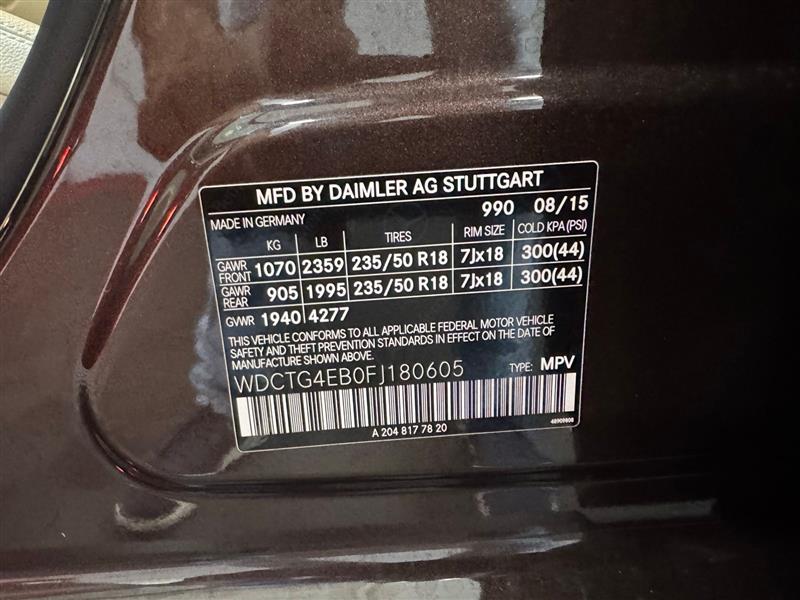 MFD BY DAIMLER AG STUTTGART
MADE IN GERMANY 990 08/15
KG LB TIRES RIM SIZE COLD KPA (PSI)
GAWR FRONT 1070 2359 235/50 R18 7Jx18 300(44)
GAWR REAR 905 1995 235/50 R18 7Jx18 300(44)
GVWR 1940 4277
THIS VEHICLE CONFORMS TO ALL APPLICABLE FEDERAL MOTOR VEHICLE
SAFETY AND THEFT PREVENTION STANDARDS IN EFFECT ON THE DATE OF
MANUFACTURE SHOWN ABOVE.
WDCTG4EB0FJ180605 TYPE: MPV
A 204 817 78 20